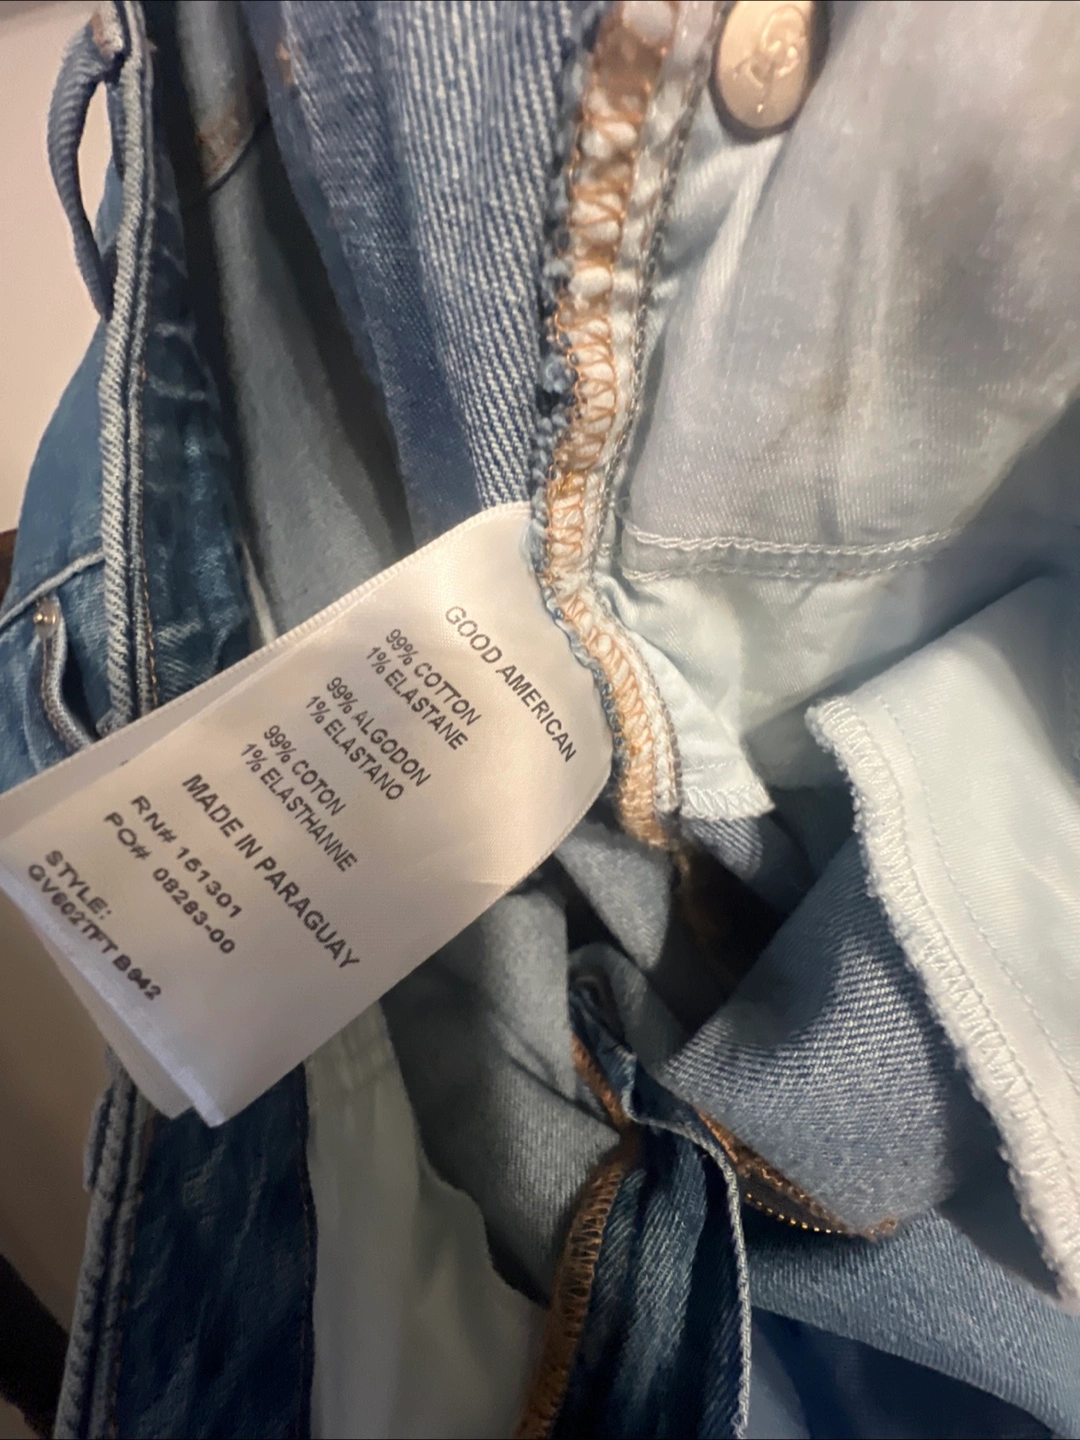 GOOD AMERICAN
99% COTTON
1% ELASTANE
99% ALGODON
1% ELASTANO
99% COTON
1% ELASTHANNE
MADE IN PARAGUAY
RN# 151301
PO# 08283-00
STYLE:
GV602TFT B942